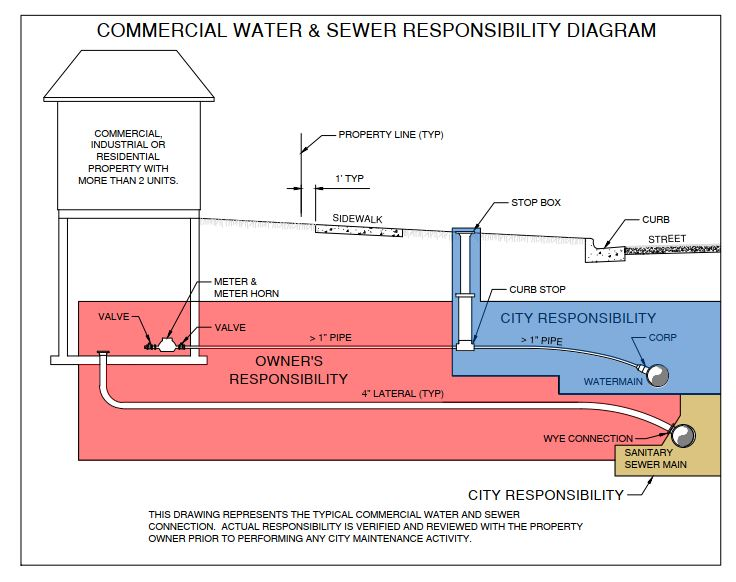 COMMERCIAL WATER & SEWER RESPONSIBILITY DIAGRAM
COMMERCIAL,
INDUSTRIAL OR
RESIDENTIAL
PROPERTY WITH
MORE THAN 2 UNITS.
PROPERTY LINE (TYP)
1' TYP
SIDEWALK
STOP BOX
CURB
STREET
METER &
METER HORN
CURB STOP
VALVE
VALVE
> 1" PIPE
CITY RESPONSIBILITY
> 1" PIPE
CORP
OWNER'S
RESPONSIBILITY
WATERMAIN
4" LATERAL (TYP)
WYE CONNECTION
SANITARY
SEWER MAIN
CITY RESPONSIBILITY
THIS DRAWING REPRESENTS THE TYPICAL COMMERCIAL WATER AND SEWER
CONNECTION. ACTUAL RESPONSIBILITY IS VERIFIED AND REVIEWED WITH THE PROPERTY
OWNER PRIOR TO PERFORMING ANY CITY MAINTENANCE ACTIVITY.